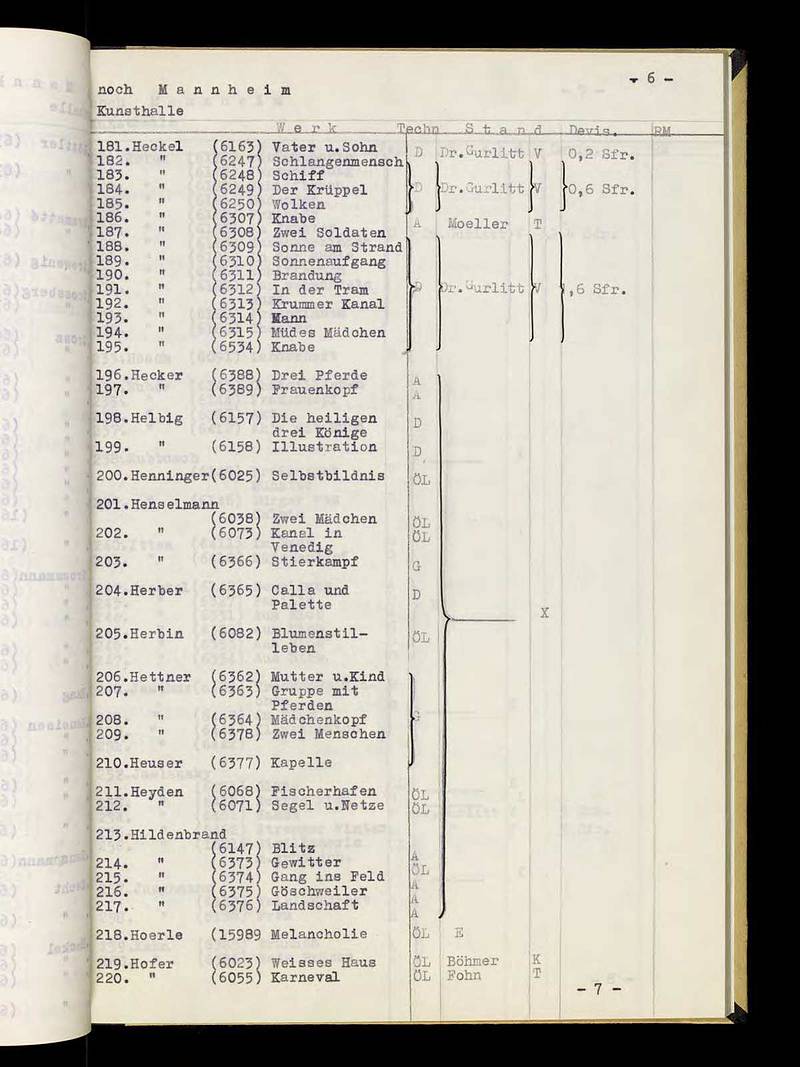 - 6 -
noch M a n n h e i m
Kunsthalle
W e r k Techn S t a n d Devis. RM
181.Heckel (6163) Vater u.Sohn D Dr.Gurlitt V 0,2 Sfr.
182. " (6247) Schlangenmensch
183. " (6248) Schiff
184. " (6249) Der Krüppel D Dr.Gurlitt V 0,6 Sfr.
185. " (6250) Wolken
186. " (6307) Knabe A Moeller T
187. " (6308) Zwei Soldaten
188. " (6309) Sonne am Strand
189. " (6310) Sonnenaufgang
190. " (6311) Brandung
191. " (6312) In der Tram D Dr.Gurlitt V ,6 Sfr.
192. " (6313) Krummer Kanal
193. " (6314) Mann
194. " (6315) Müdes Mädchen
195. " (6534) Knabe
196.Hecker (6388) Drei Pferde A
197. " (6389) Frauenkopf A
198.Helbig (6157) Die heiligen D
drei Könige
199. " (6158) Illustration D
200.Henninger(6025) Selbstbildnis ÖL
201.Henselmann
(6038) Zwei Mädchen ÖL
202. " (6073) Kanal in ÖL
Venedig
203. " (6366) Stierkampf G
204.Herber (6365) Calla und D
Palette
X
205.Herbin (6082) Blumenstil- ÖL
leben
206.Hettner (6362) Mutter u.Kind
207. " (6363) Gruppe mit
Pferden
208. " (6364) Mädchenkopf G
209. " (6378) Zwei Menschen
210.Heuser (6377) Kapelle
211.Heyden (6068) Fischerhafen ÖL
212. " (6071) Segel u.Netze ÖL
213.Hildenbrand
(6147) Blitz A
214. " (6373) Gewitter ÖL
215. " (6374) Gang ins Feld A
216. " (6375) Göschweiler A
217. " (6376) Landschaft A
218.Hoerle (15989 Melancholie ÖL E
219.Hofer (6023) Weisses Haus ÖL Böhmer K
220. " (6055) Karneval ÖL Fohn T
- 7 -